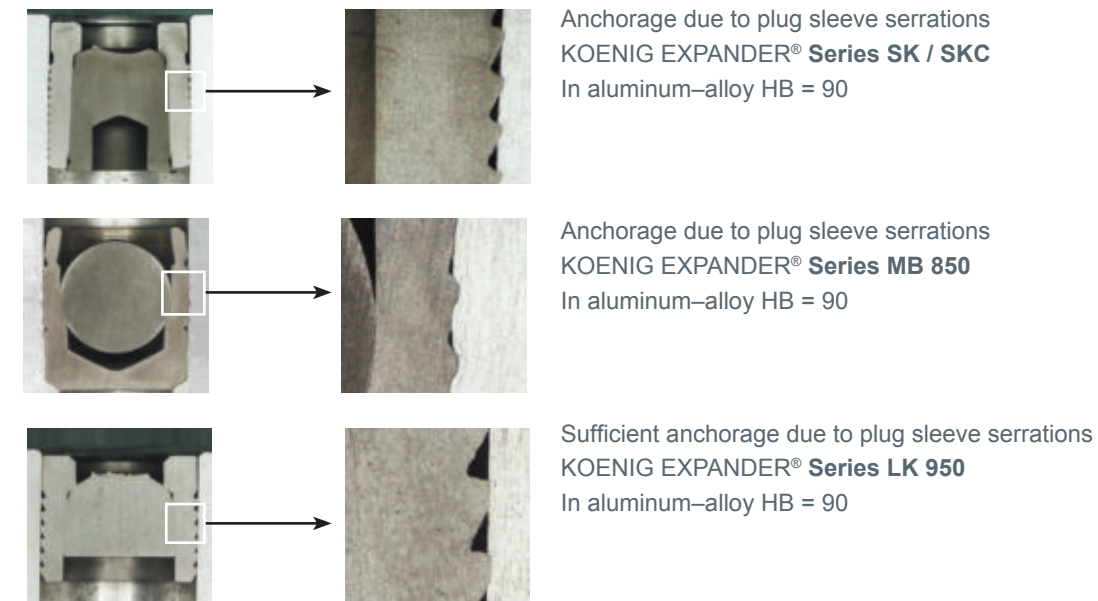 Anchorage due to plug sleeve serrations
KOENIG EXPANDER® Series SK / SKC
In aluminum–alloy HB = 90
Anchorage due to plug sleeve serrations
KOENIG EXPANDER® Series MB 850
In aluminum–alloy HB = 90
Sufficient anchorage due to plug sleeve serrations
KOENIG EXPANDER® Series LK 950
In aluminum–alloy HB = 90